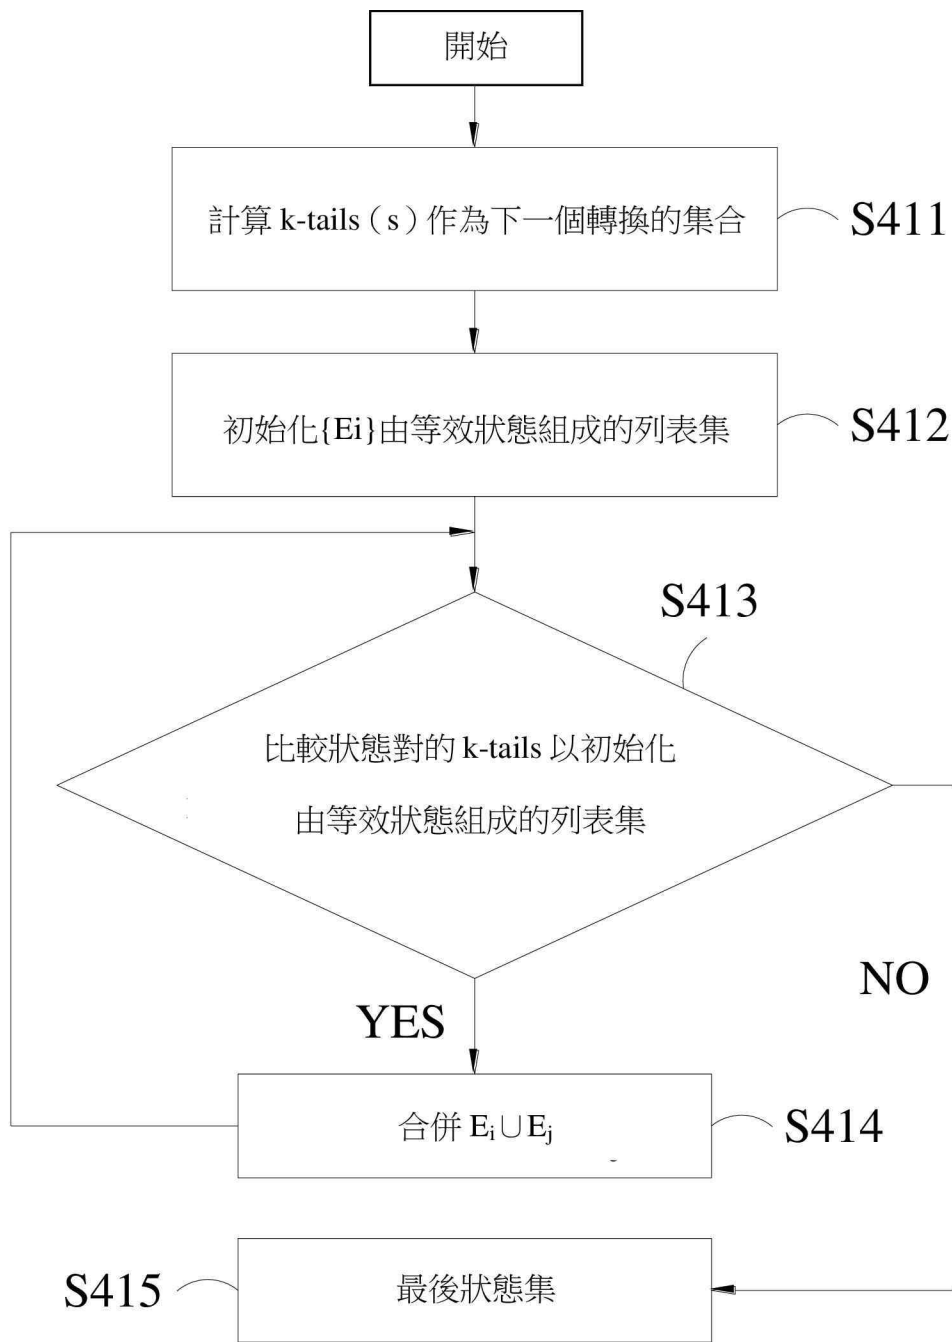 開始
計算 k-tails（s）作為下一個轉換的集合
S411
初始化{Ei}由等效狀態組成的列表集
S412
S413
比較狀態對的 k-tails 以初始化
由等效狀態組成的列表集
NO
YES
合併 Eᵢ∪Eⱼ
S414
S415
最後狀態集